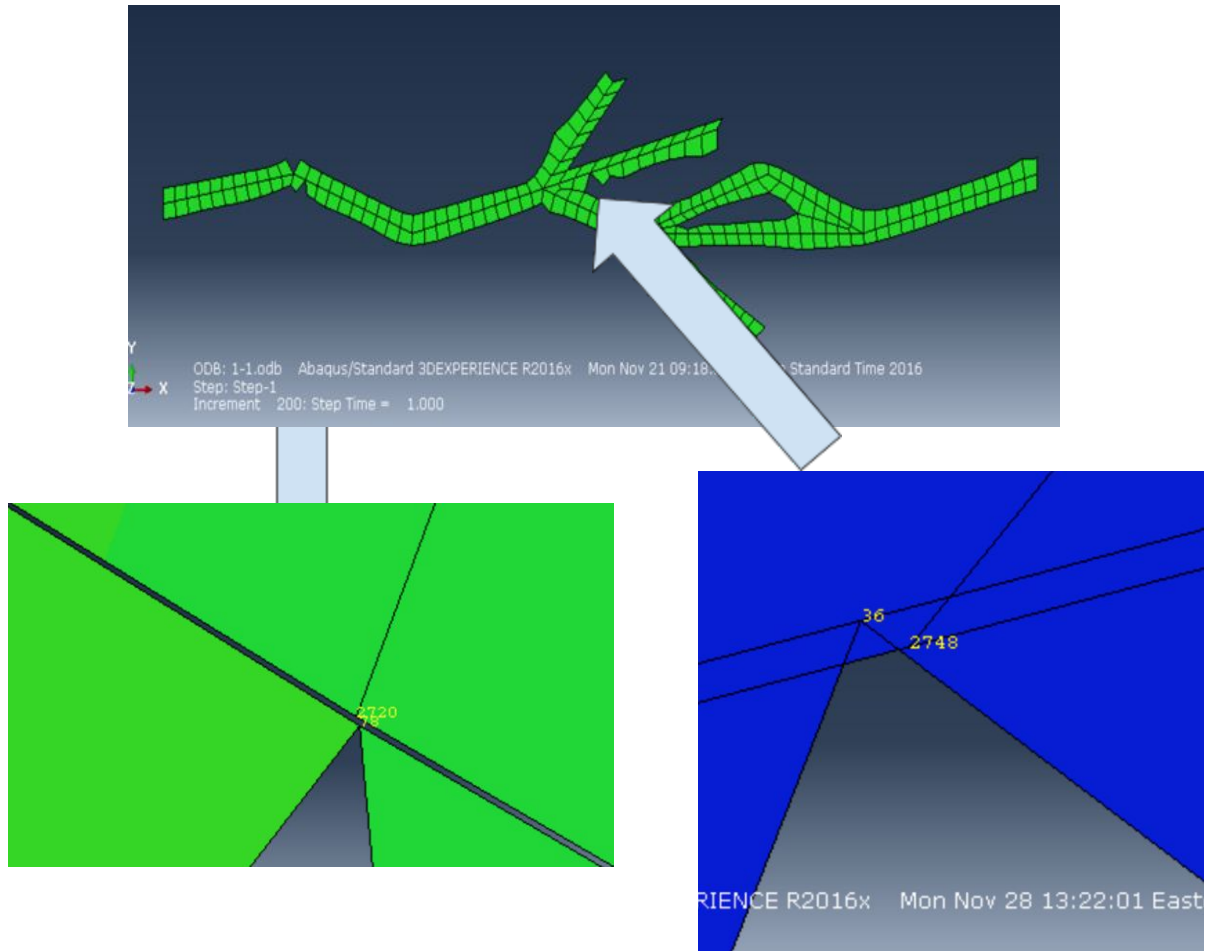 Y
X
ODB: 1-1.odb Abaqus/Standard 3DEXPERIENCE R2016x Mon Nov 21 09:18: Standard Time 2016
Step: Step-1
Increment 200: Step Time = 1.000
2720
78
36
2748
RIENCE R2016x Mon Nov 28 13:22:01 East